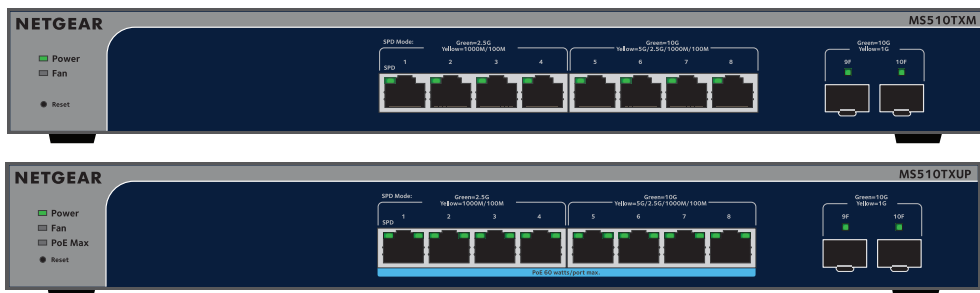 NETGEAR
MS510TXM
Power
Fan
Reset
SPD Mode: Green=2.5G Green=10G
Yellow=1000M/100M Yellow=5G/2.5G/1000M/100M
SPD 1 2 3 4 5 6 7 8
Green=10G
Yellow=1G
9F 10F
NETGEAR
MS510TXUP
Power
Fan
PoE Max
Reset
SPD Mode: Green=2.5G Green=10G
Yellow=1000M/100M Yellow=5G/2.5G/1000M/100M
SPD 1 2 3 4 5 6 7 8
PoE 60 watts/port max.
Green=10G
Yellow=1G
9F 10F